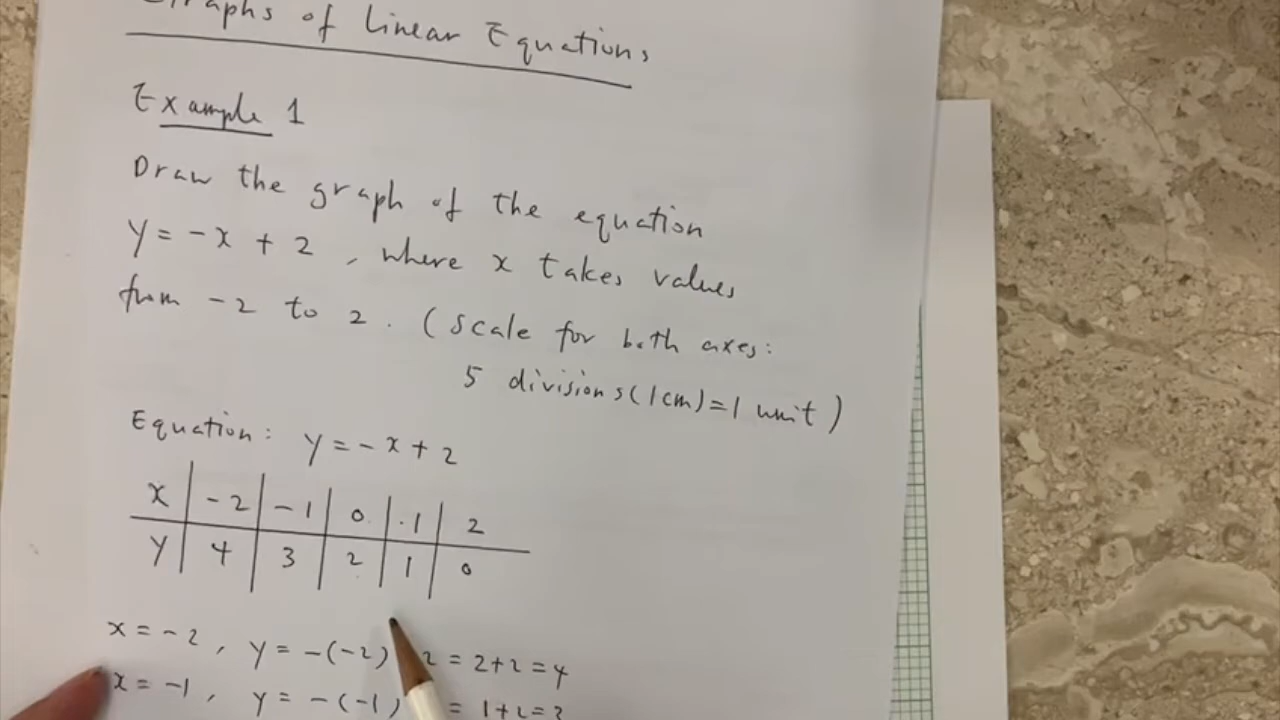 Graphs of Linear Equations
Example 1
Draw the graph of the equation
y = -x + 2 , where x takes values
from -2 to 2 . ( Scale for both axes:
5 divisions (1cm) = 1 unit )
Equation: y = -x + 2
x | -2 | -1 | 0 | 1 | 2
y | 4 | 3 | 2 | 1 | 0
x = -2 , y = -(-2) 2 = 2+2 = 4
x = -1 , y = -(-1) = 1+2=3